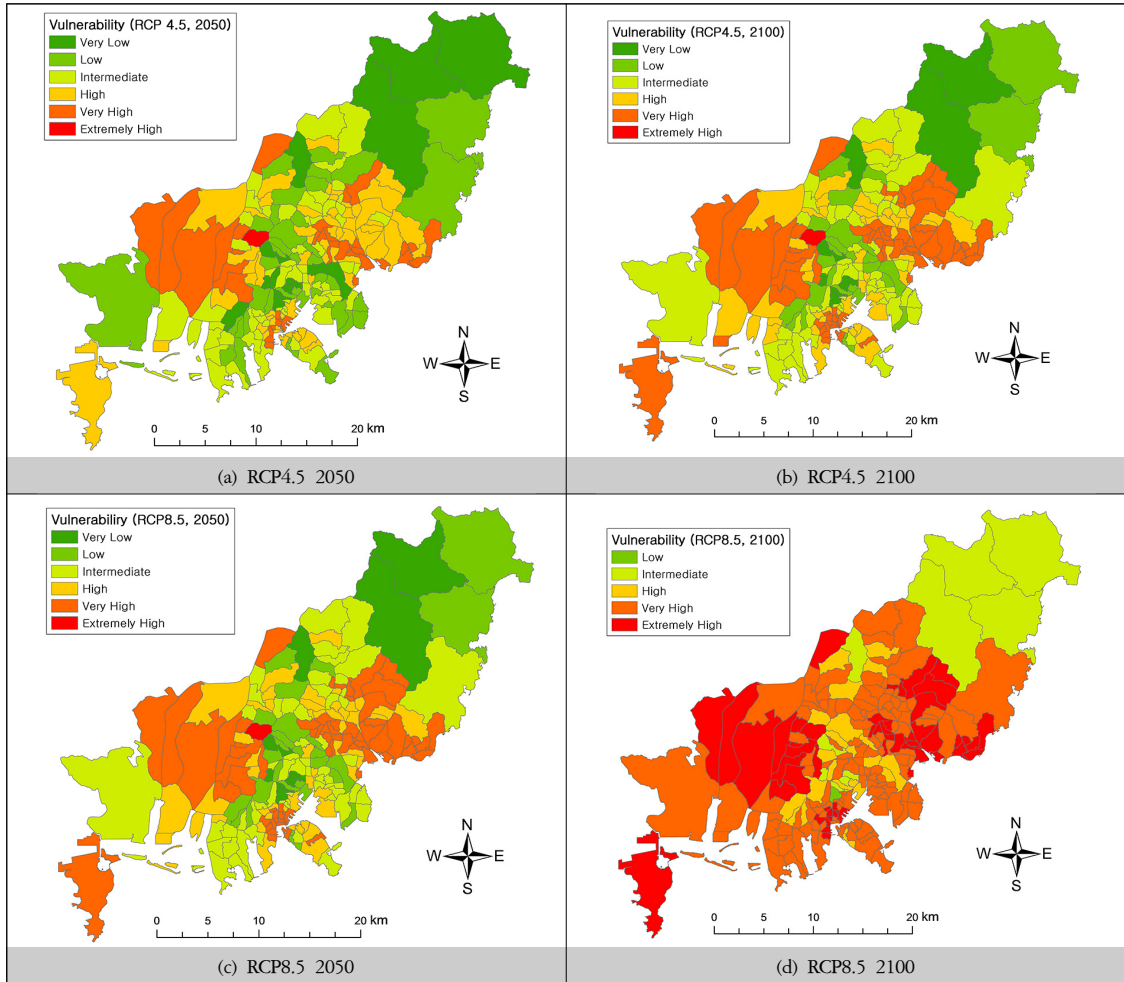 Vulnerability (RCP 4.5, 2050)
Very Low
Low
Intermediate
High
Very High
Extremely High
N
W E
S
0 5 10 20 km
(a) RCP4.5 2050
Vulnerability (RCP4.5, 2100)
Very Low
Low
Intermediate
High
Very High
Extremely High
N
W E
S
0 5 10 20 km
(b) RCP4.5 2100
Vulnerability (RCP8.5, 2050)
Very Low
Low
Intermediate
High
Very High
Extremely High
N
W E
S
0 5 10 20 km
(c) RCP8.5 2050
Vulnerability (RCP8.5, 2100)
Low
Intermediate
High
Very High
Extremely High
N
W E
S
0 5 10 20 km
(d) RCP8.5 2100